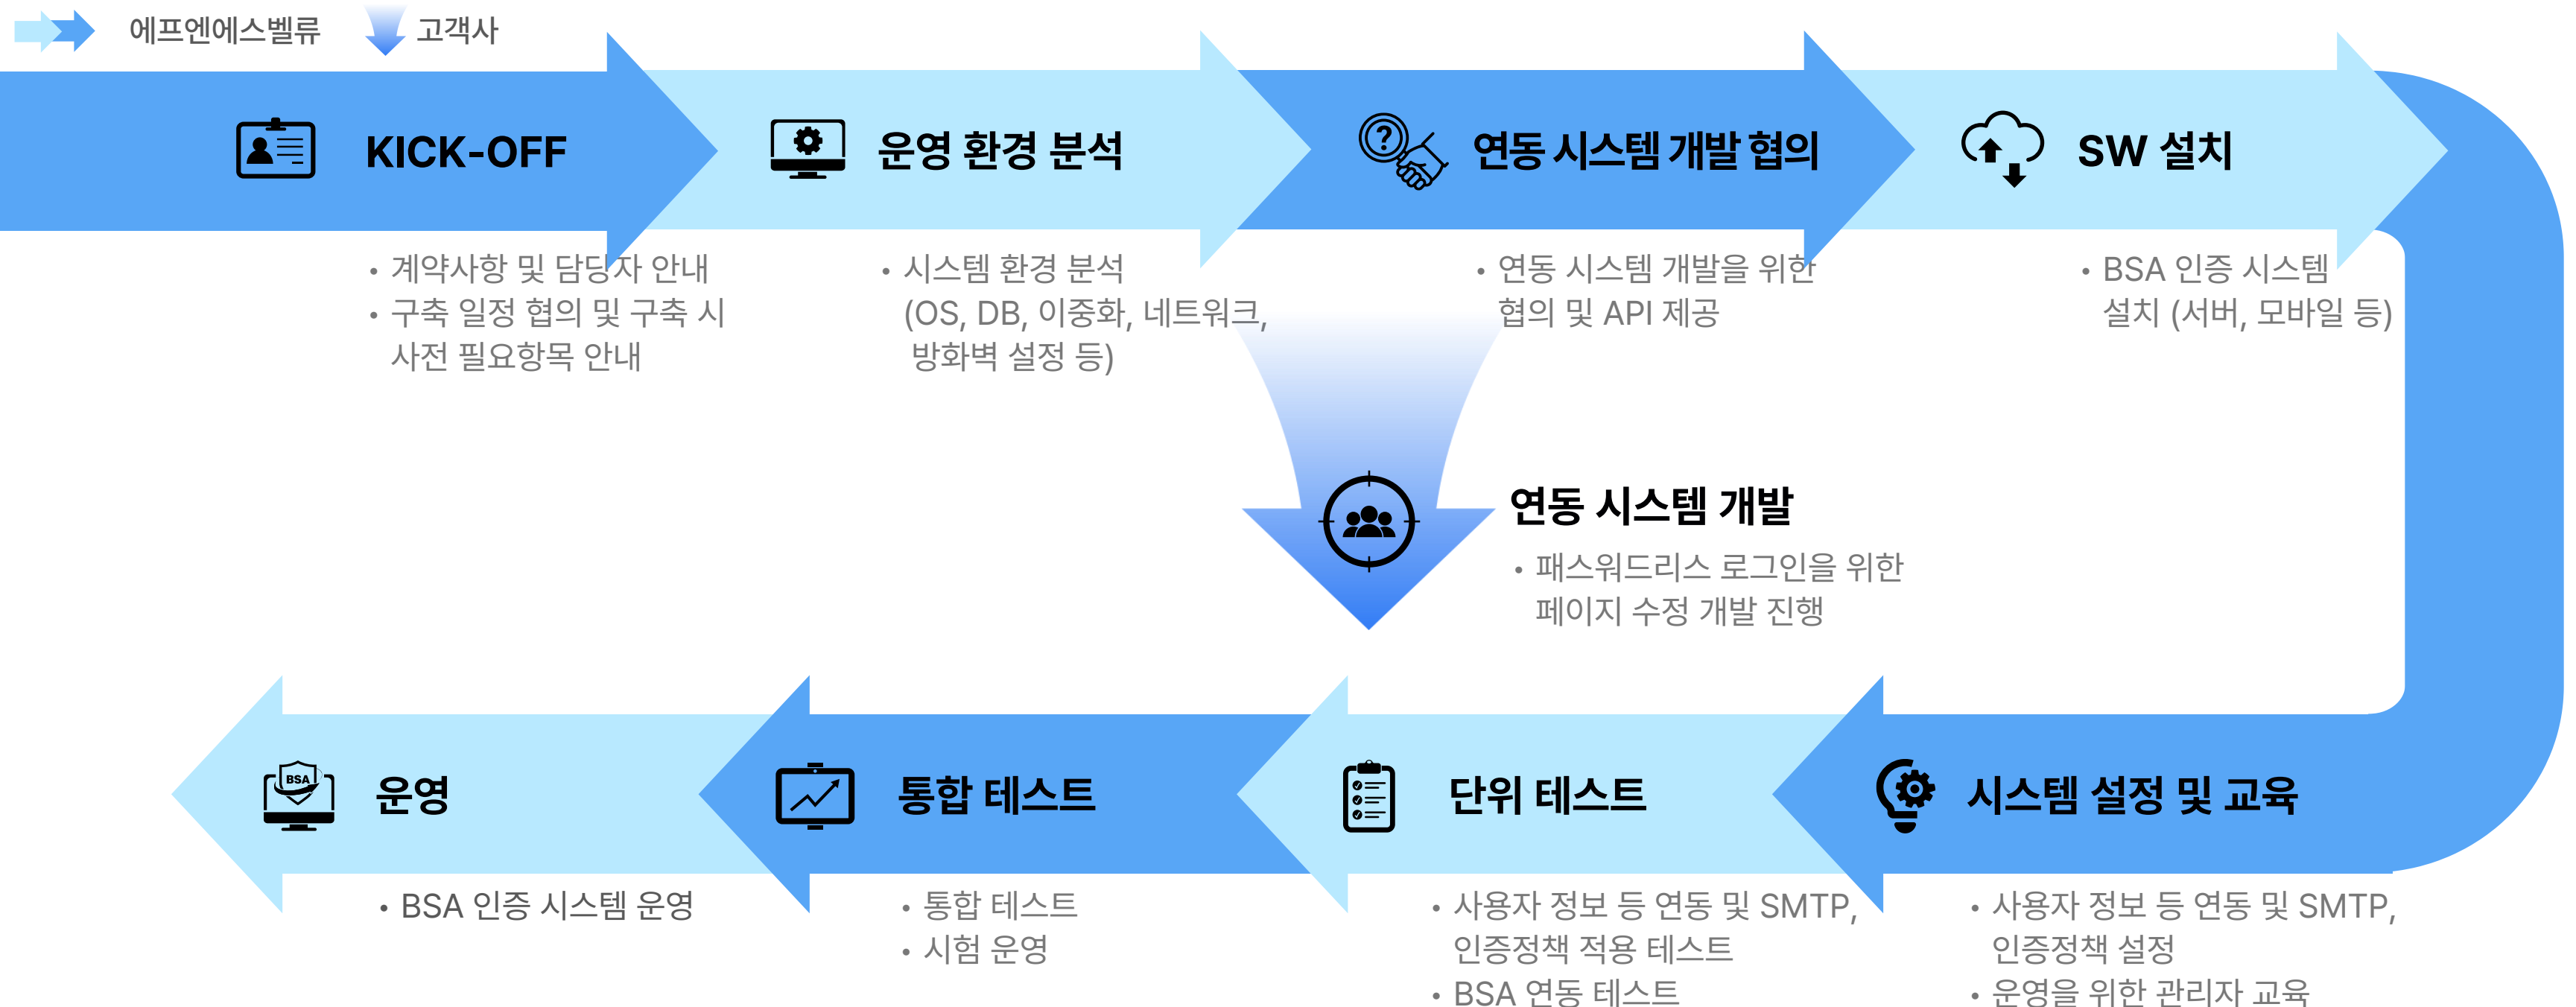 에프엔에스벨류
고객사
KICK-OFF
• 계약사항 및 담당자 안내
• 구축 일정 협의 및 구축 시
사전 필요항목 안내
운영 환경 분석
• 시스템 환경 분석
(OS, DB, 이중화, 네트워크,
방화벽 설정 등)
연동 시스템 개발 협의
• 연동 시스템 개발을 위한
협의 및 API 제공
SW 설치
• BSA 인증 시스템
설치 (서버, 모바일 등)
연동 시스템 개발
• 패스워드리스 로그인을 위한
페이지 수정 개발 진행
시스템 설정 및 교육
• 사용자 정보 등 연동 및 SMTP,
인증정책 설정
• 운영을 위한 관리자 교육
단위 테스트
• 사용자 정보 등 연동 및 SMTP,
인증정책 적용 테스트
• BSA 연동 테스트
통합 테스트
• 통합 테스트
• 시험 운영
BSA
운영
• BSA 인증 시스템 운영